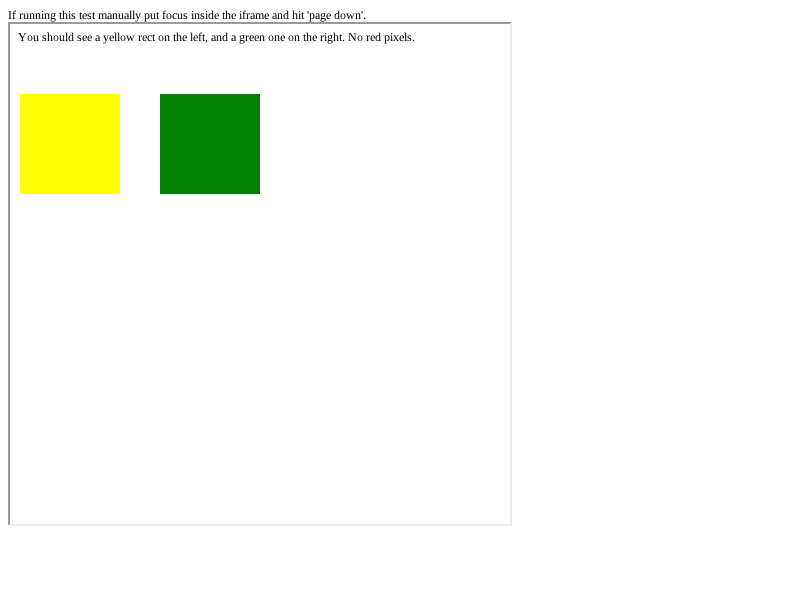 If running this test manually put focus inside the iframe and hit 'page down'.
You should see a yellow rect on the left, and a green one on the right. No red pixels.